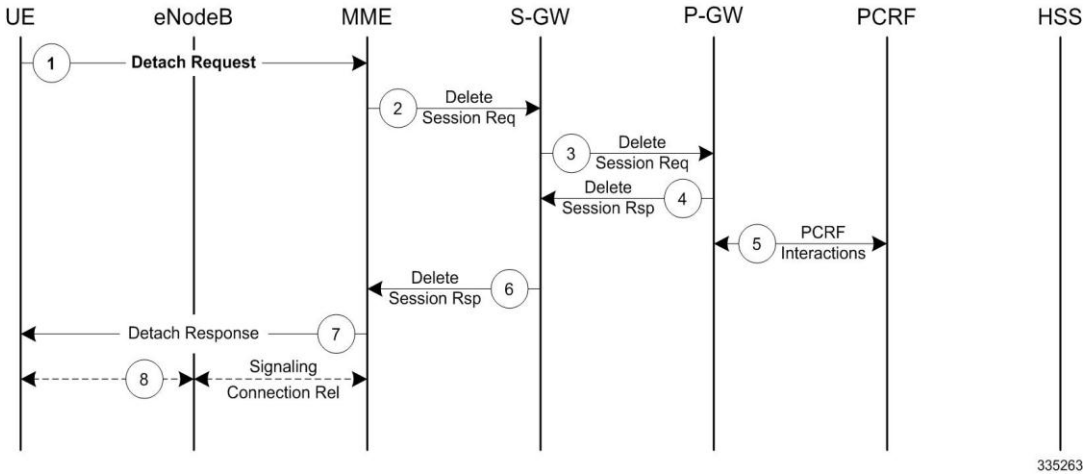 UE eNodeB MME S-GW P-GW PCRF HSS
1 Detach Request
2 Delete
Session Req
3 Delete
Session Req
Delete 4
Session Rsp
5 PCRF
Interactions
Delete 6
Session Rsp
Detach Response 7
8 Signaling
Connection Rel
335263